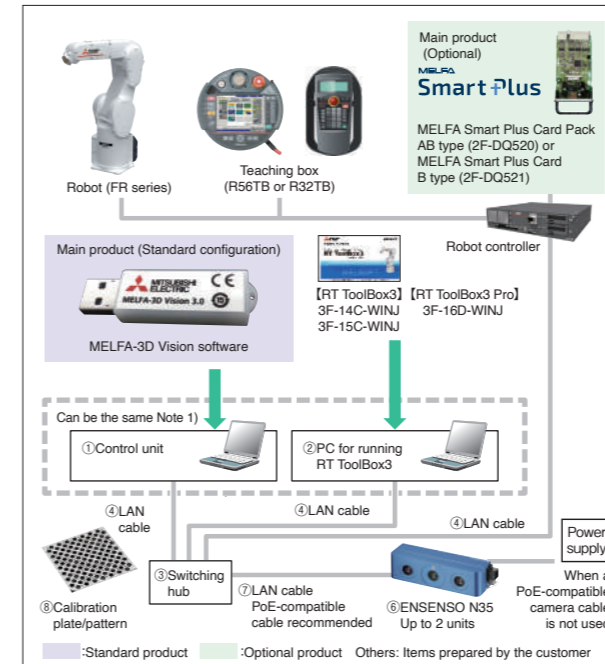 Main product
(Optional)
MELFA
Smart Plus
MELFA Smart Plus Card Pack
AB type (2F-DQ520) or
MELFA Smart Plus Card
B type (2F-DQ521)
Robot (FR series)
Teaching box
(R56TB or R32TB)
Robot controller
Main product (Standard configuration)
MITSUBISHI
ELECTRIC
CE
MELFA-3D Vision 3.0
MELFA-3D Vision software
RT ToolBox3
【RT ToolBox3】
3F-14C-WINJ
3F-15C-WINJ
【RT ToolBox3 Pro】
3F-16D-WINJ
Can be the same Note 1)
①Control unit
②PC for running
RT ToolBox3
④LAN
cable
④LAN cable
④LAN cable
Power
supply
③Switching
hub
When a
PoE-compatible
camera cable
is not used
⑧Calibration
plate/pattern
⑦LAN cable
PoE-compatible
cable recommended
⑥ENSENSO N35
Up to 2 units
:Standard product
:Optional product
Others: Items prepared by the customer